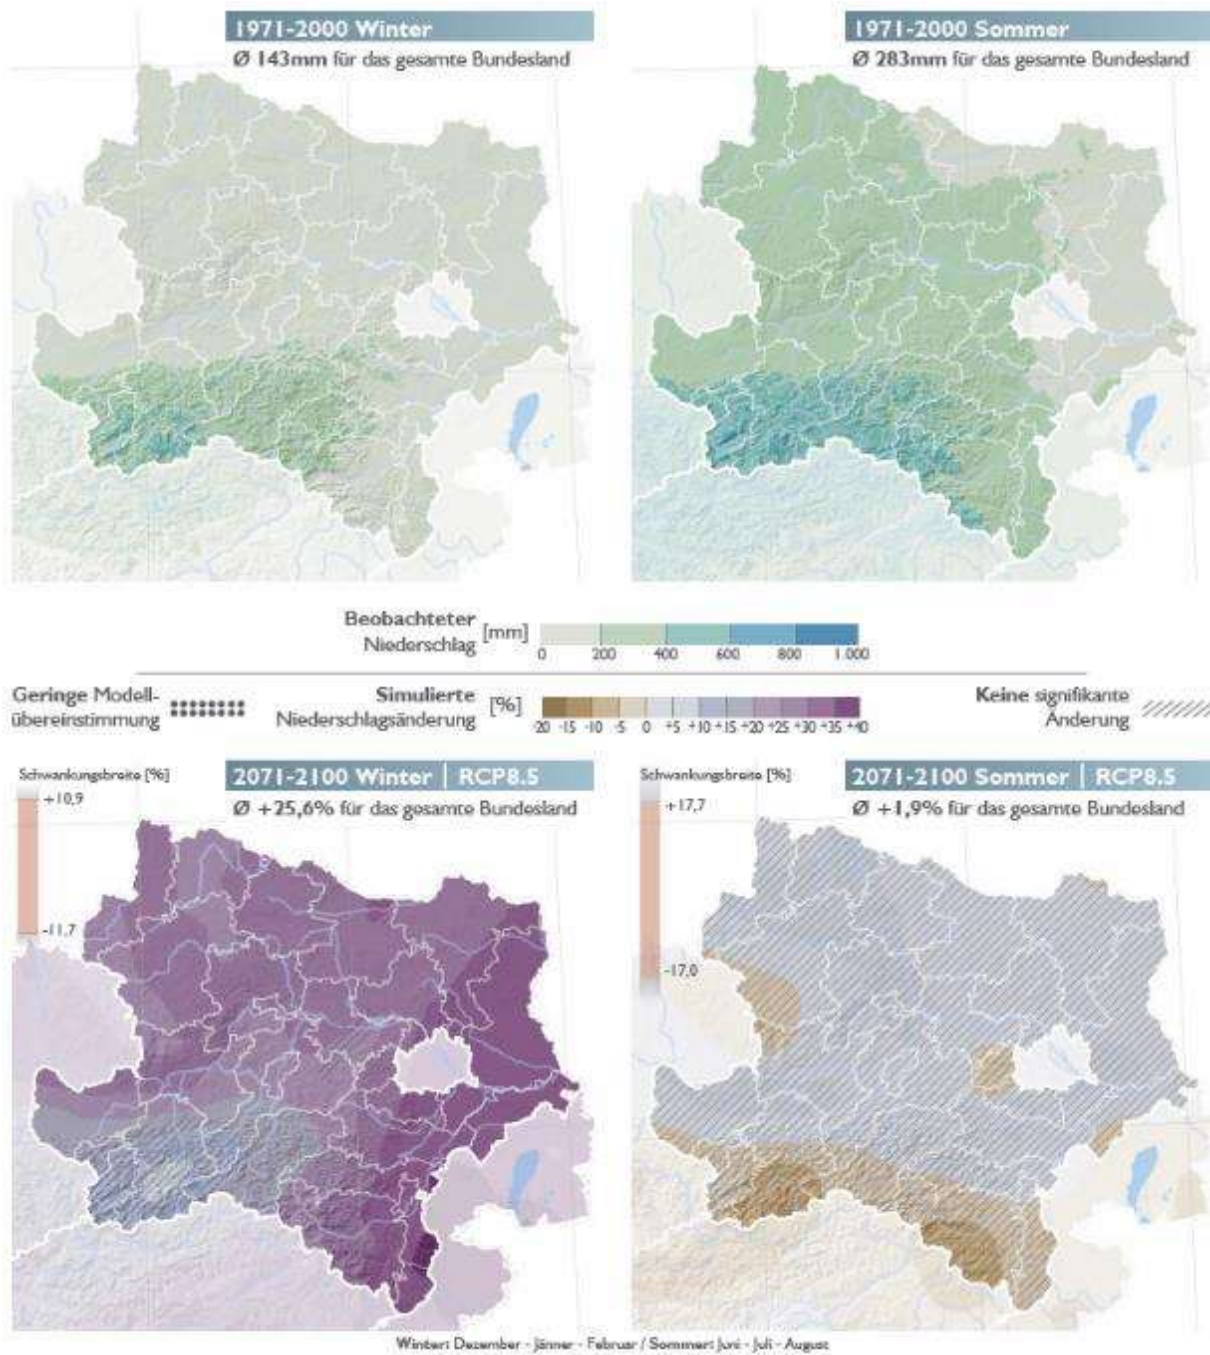 1971-2000 Winter
Ø 143mm für das gesamte Bundesland
1971-2000 Sommer
Ø 283mm für das gesamte Bundesland
Beobachteter
Niederschlag
[mm]
0 200 400 600 800 1.000
Geringe Modell-
übereinstimmung
Simulierte
Niederschlagsänderung
[%]
-20 -15 -10 -5 0 +5 +10 +15 +20 +25 +30 +35 +40
Keine signifikante
Änderung
Schwankungsbreite [%]
+10,9
-11,7
2071-2100 Winter | RCP8.5
Ø +25,6% für das gesamte Bundesland
Schwankungsbreite [%]
+17,7
-17,0
2071-2100 Sommer | RCP8.5
Ø +1,9% für das gesamte Bundesland
Winter: Dezember - Jänner - Februar / Sommer: Juni - Juli - August